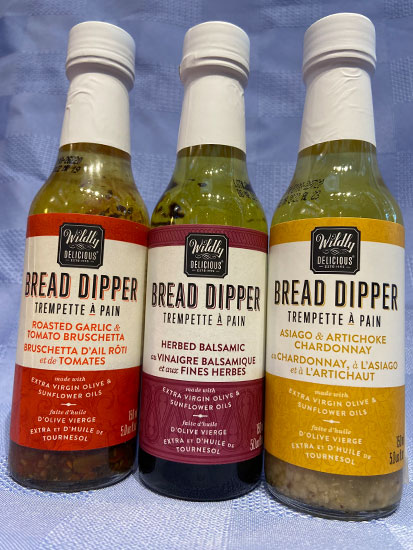 Wildly
DELICIOUS
BREAD DIPPER
TREMPETTE À PAIN
ROASTED GARLIC &
TOMATO BRUSCHETTA
BRUSCHETTA D'AIL RÔTI
et de TOMATES
made with
EXTRA VIRGIN OLIVE &
SUNFLOWER OILS
faite d'huile
D'OLIVE VIERGE
EXTRA ET D'HUILE DE
TOURNESOL
Wildly
DELICIOUS
BREAD DIPPER
TREMPETTE À PAIN
HERBED BALSAMIC
au VINAIGRE BALSAMIQUE
et aux FINES HERBES
made with
EXTRA VIRGIN OLIVE &
SUNFLOWER OILS
faite d'huile
D'OLIVE VIERGE
EXTRA ET D'HUILE DE
TOURNESOL
Wildly
DELICIOUS
BREAD DIPPER
TREMPETTE À PAIN
ASIAGO & ARTICHOKE
CHARDONNAY
au CHARDONNAY, à L'ASIAGO
et à L'ARTICHAUT
made with
EXTRA VIRGIN OLIVE &
SUNFLOWER OILS
faite d'huile
D'OLIVE VIERGE
EXTRA ET D'HUILE DE
TOURNESOL